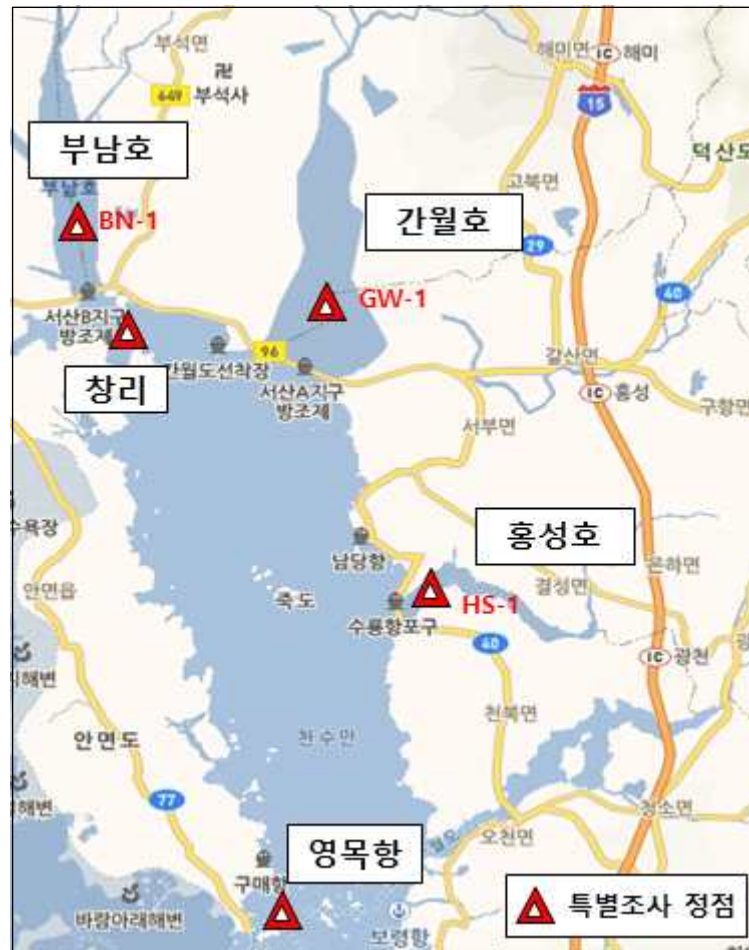 부석면
해미면
IC 해미
649
부석사
15
부남호
덕산도
부남호
고북면
BN-1
간월호
29
GW-1
40
서산B지구
방조제
간월도선착장
96
갈산면
서산A지구
방조제
IC 홍성
창리
구항면
서부면
수욕장
홍성호
남당항
은하면
안면읍
결성면
죽도
HS-1
수룡항포구
40
IC 광천
지해변
천북면
안면도
천수만
77
해변
청소면
영목항
오천면
구매항
특별조사 정점
바람아래해변
보령항